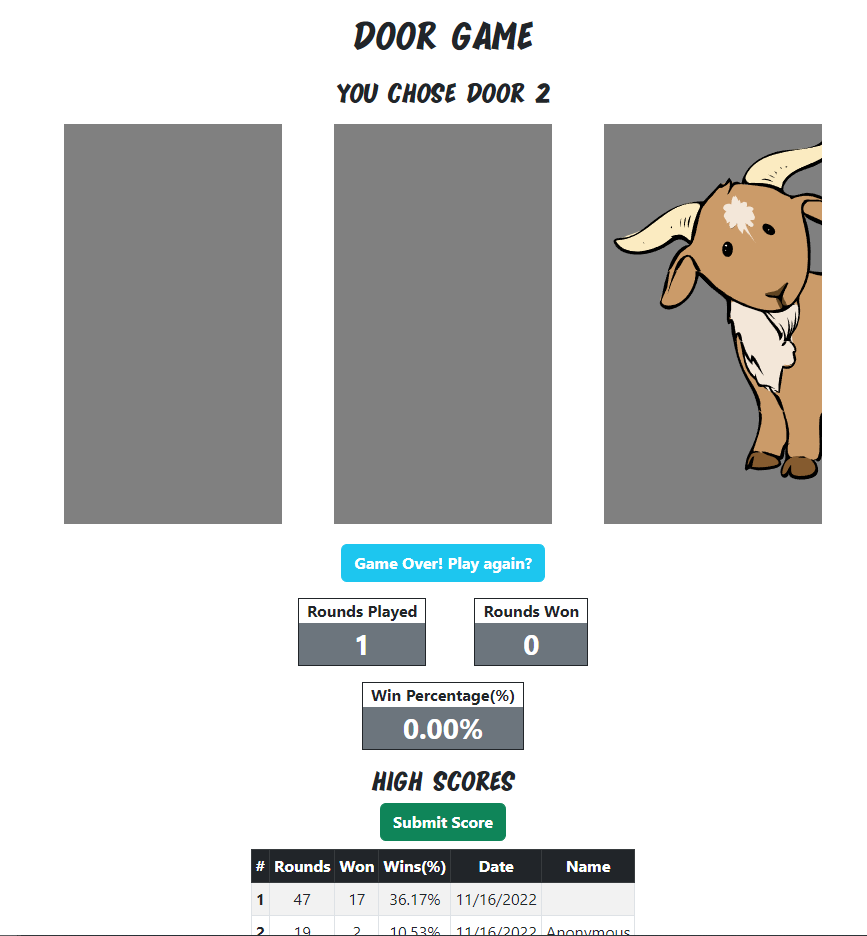 DOOR GAME
YOU CHOSE DOOR 2
Game Over! Play again?
Rounds Played Rounds Won
1 0
Win Percentage(%)
0.00%
HIGH SCORES
Submit Score
# Rounds Won Wins(%) Date Name
1 47 17 36.17% 11/16/2022
2 19 2 10.53% 11/16/2022 Anonymous